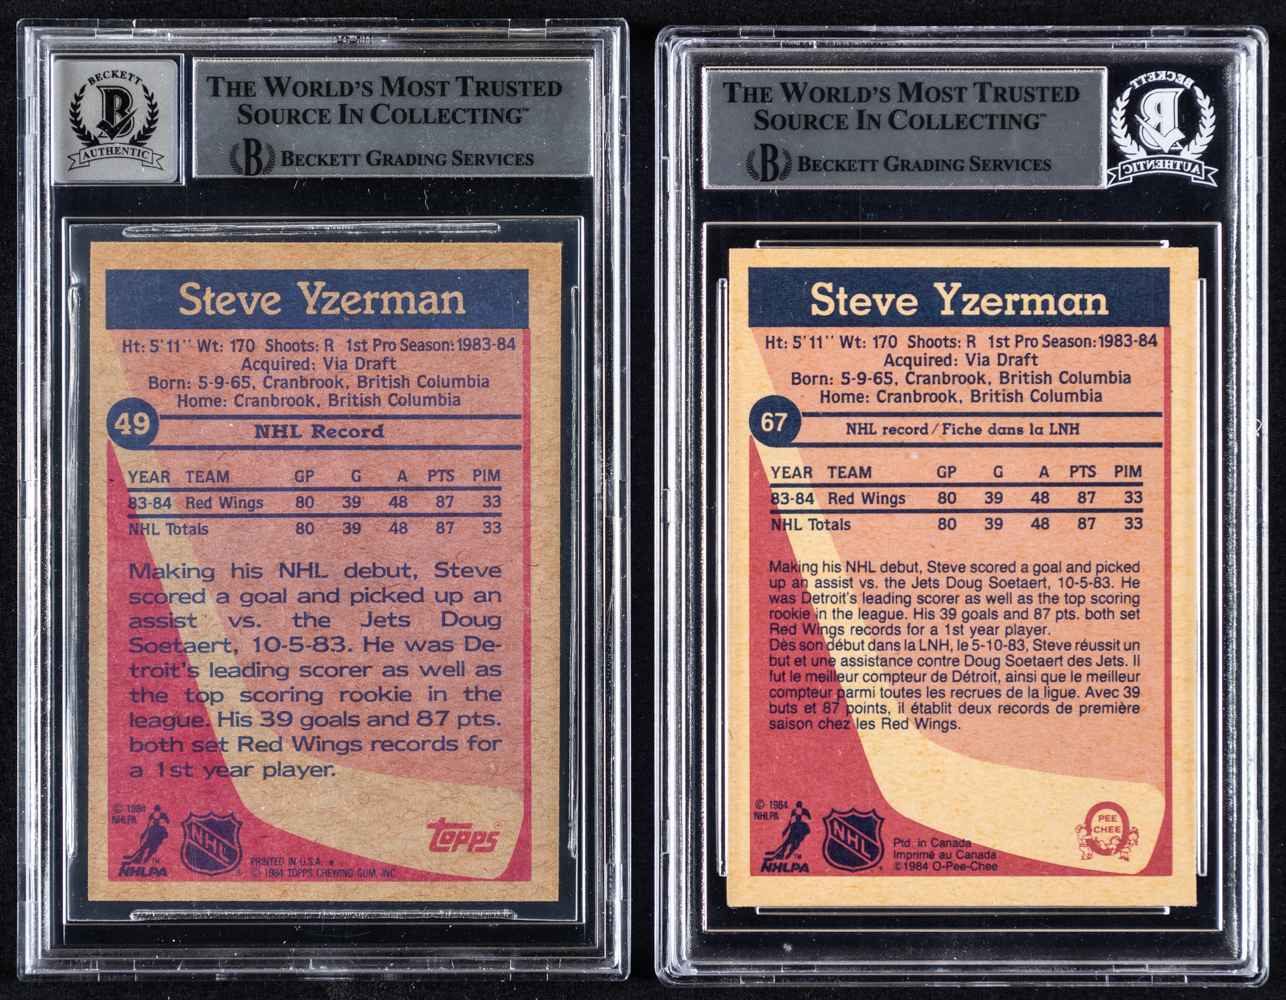 BECKETT
B
AUTHENTIC
THE WORLD'S MOST TRUSTED
SOURCE IN COLLECTING™
B BECKETT GRADING SERVICES
Steve Yzerman
Ht: 5'11'' Wt: 170 Shoots: R 1st Pro Season: 1983-84
Acquired: Via Draft
Born: 5-9-65, Cranbrook, British Columbia
Home: Cranbrook, British Columbia
49
NHL Record
YEAR TEAM GP G A PTS PIM
83-84 Red Wings 80 39 48 87 33
NHL Totals 80 39 48 87 33
Making his NHL debut, Steve
scored a goal and picked up an
assist vs. the Jets Doug
Soetaert, 10-5-83. He was De-
troit's leading scorer as well as
the top scoring rookie in the
league. His 39 goals and 87 pts.
both set Red Wings records for
a 1st year player.
© 1984
NHLPA
NHLPA
™
NHL
PRINTED IN U.S.A. ★
© 1984 TOPPS CHEWING GUM, INC.
topps®
THE WORLD'S MOST TRUSTED
SOURCE IN COLLECTING™
B BECKETT GRADING SERVICES
BECKETT
B
AUTHENTIC
Steve Yzerman
Ht: 5'11'' Wt: 170 Shoots: R 1st Pro Season: 1983-84
Acquired: Via Draft
Born: 5-9-65, Cranbrook, British Columbia
Home: Cranbrook, British Columbia
67
NHL record/Fiche dans la LNH
YEAR TEAM GP G A PTS PIM
83-84 Red Wings 80 39 48 87 33
NHL Totals 80 39 48 87 33
Making his NHL debut, Steve scored a goal and picked
up an assist vs. the Jets Doug Soetaert, 10-5-83. He
was Detroit's leading scorer as well as the top scoring
rookie in the league. His 39 goals and 87 pts. both set
Red Wings records for a 1st year player.
Dès son début dans la LNH, le 5-10-83, Steve réussit un
but et une assistance contre Doug Soetaert des Jets. Il
fut le meilleur compteur de Détroit, ainsi que le meilleur
compteur parmi toutes les recrues de la ligue. Avec 39
buts et 87 points, il établit deux records de première
saison chez les Red Wings.
© 1984
NHLPA
NHLPA
™
NHL
Ptd. in Canada
Imprimé au Canada
©1984 O-Pee-Chee
O
PEE
CHEE